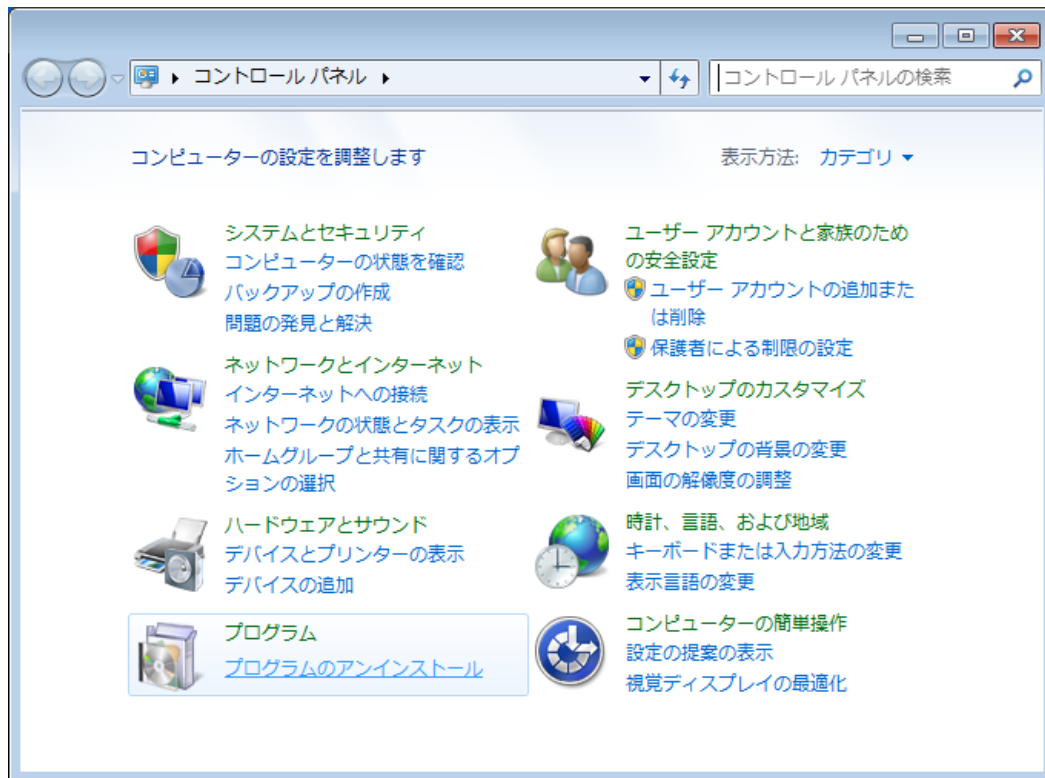 コントロール パネル
コントロール パネルの検索
コンピューターの設定を調整します
表示方法: カテゴリ
システムとセキュリティ
コンピューターの状態を確認
バックアップの作成
問題の発見と解決
ネットワークとインターネット
インターネットへの接続
ネットワークの状態とタスクの表示
ホームグループと共有に関するオプ
ションの選択
ハードウェアとサウンド
デバイスとプリンターの表示
デバイスの追加
プログラム
プログラムのアンインストール
ユーザー アカウントと家族のため
の安全設定
ユーザー アカウントの追加また
は削除
保護者による制限の設定
デスクトップのカスタマイズ
テーマの変更
デスクトップの背景の変更
画面の解像度の調整
時計、言語、および地域
キーボードまたは入力方法の変更
表示言語の変更
コンピューターの簡単操作
設定の提案の表示
視覚ディスプレイの最適化